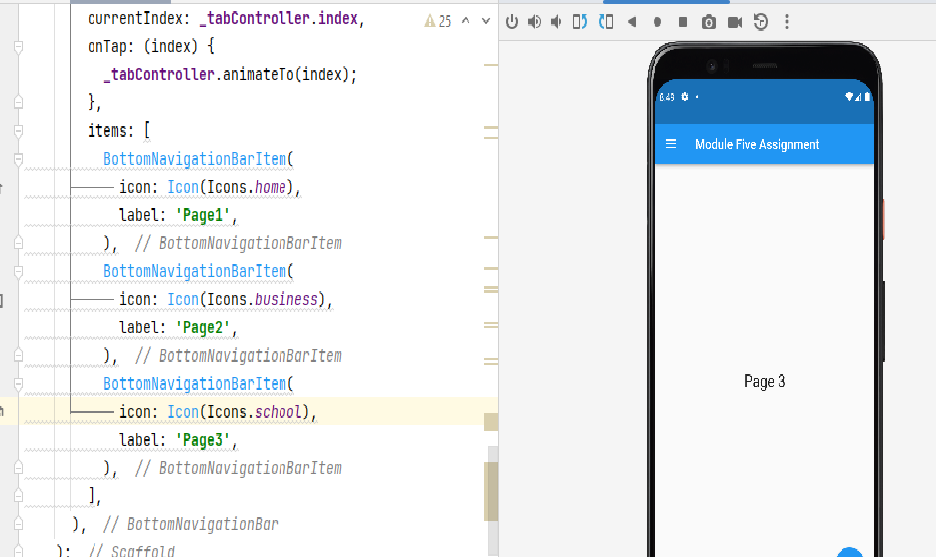 currentIndex: _tabController.index,
25
onTap: (index) {
_tabController.animateTo(index);
},
items: [
BottomNavigationBarItem(
icon: Icon(Icons.home),
label: 'Page1',
), // BottomNavigationBarItem
BottomNavigationBarItem(
icon: Icon(Icons.business),
label: 'Page2',
), // BottomNavigationBarItem
BottomNavigationBarItem(
icon: Icon(Icons.school),
label: 'Page3',
), // BottomNavigationBarItem
],
), // BottomNavigationBar
); // Scaffold
8:49
Module Five Assignment
Page 3